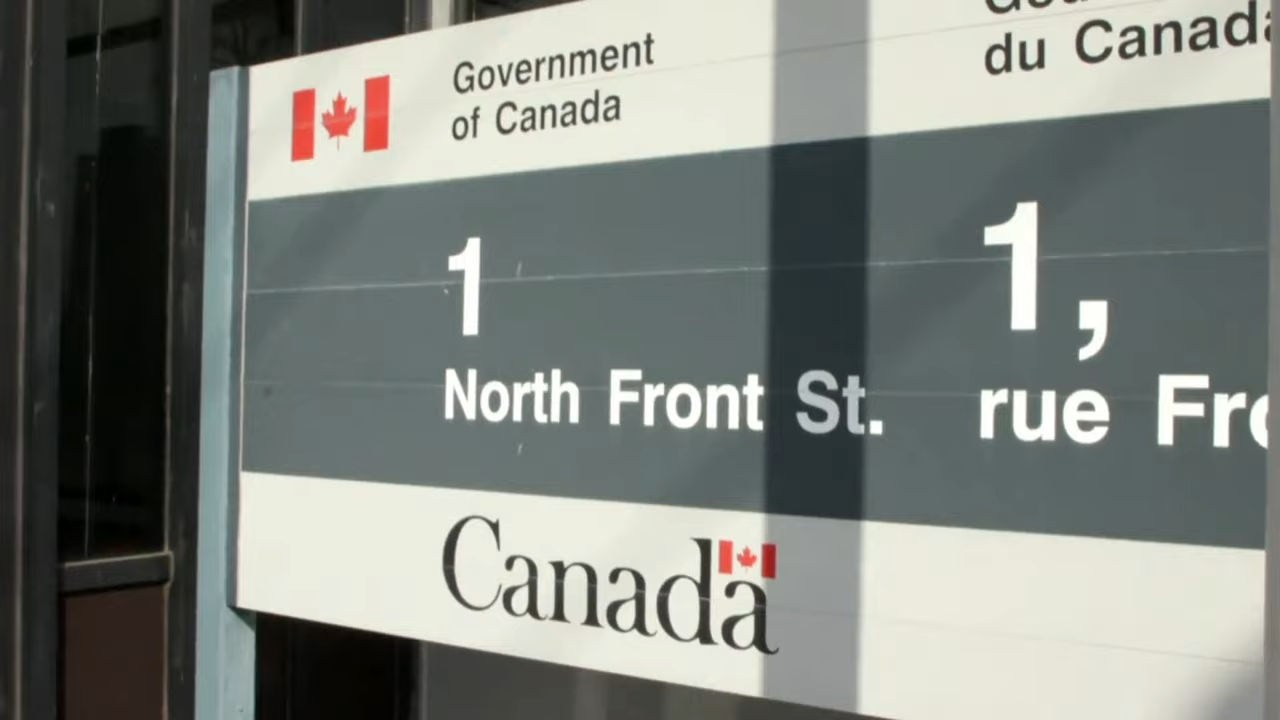 Government
of Canada
du Canada
1
North Front St.
1,
rue
Canada